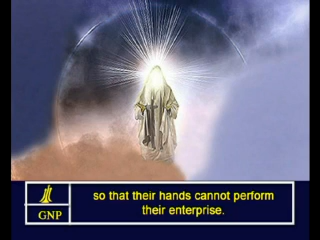 so that their hands cannot perform
their enterprise.
GNP